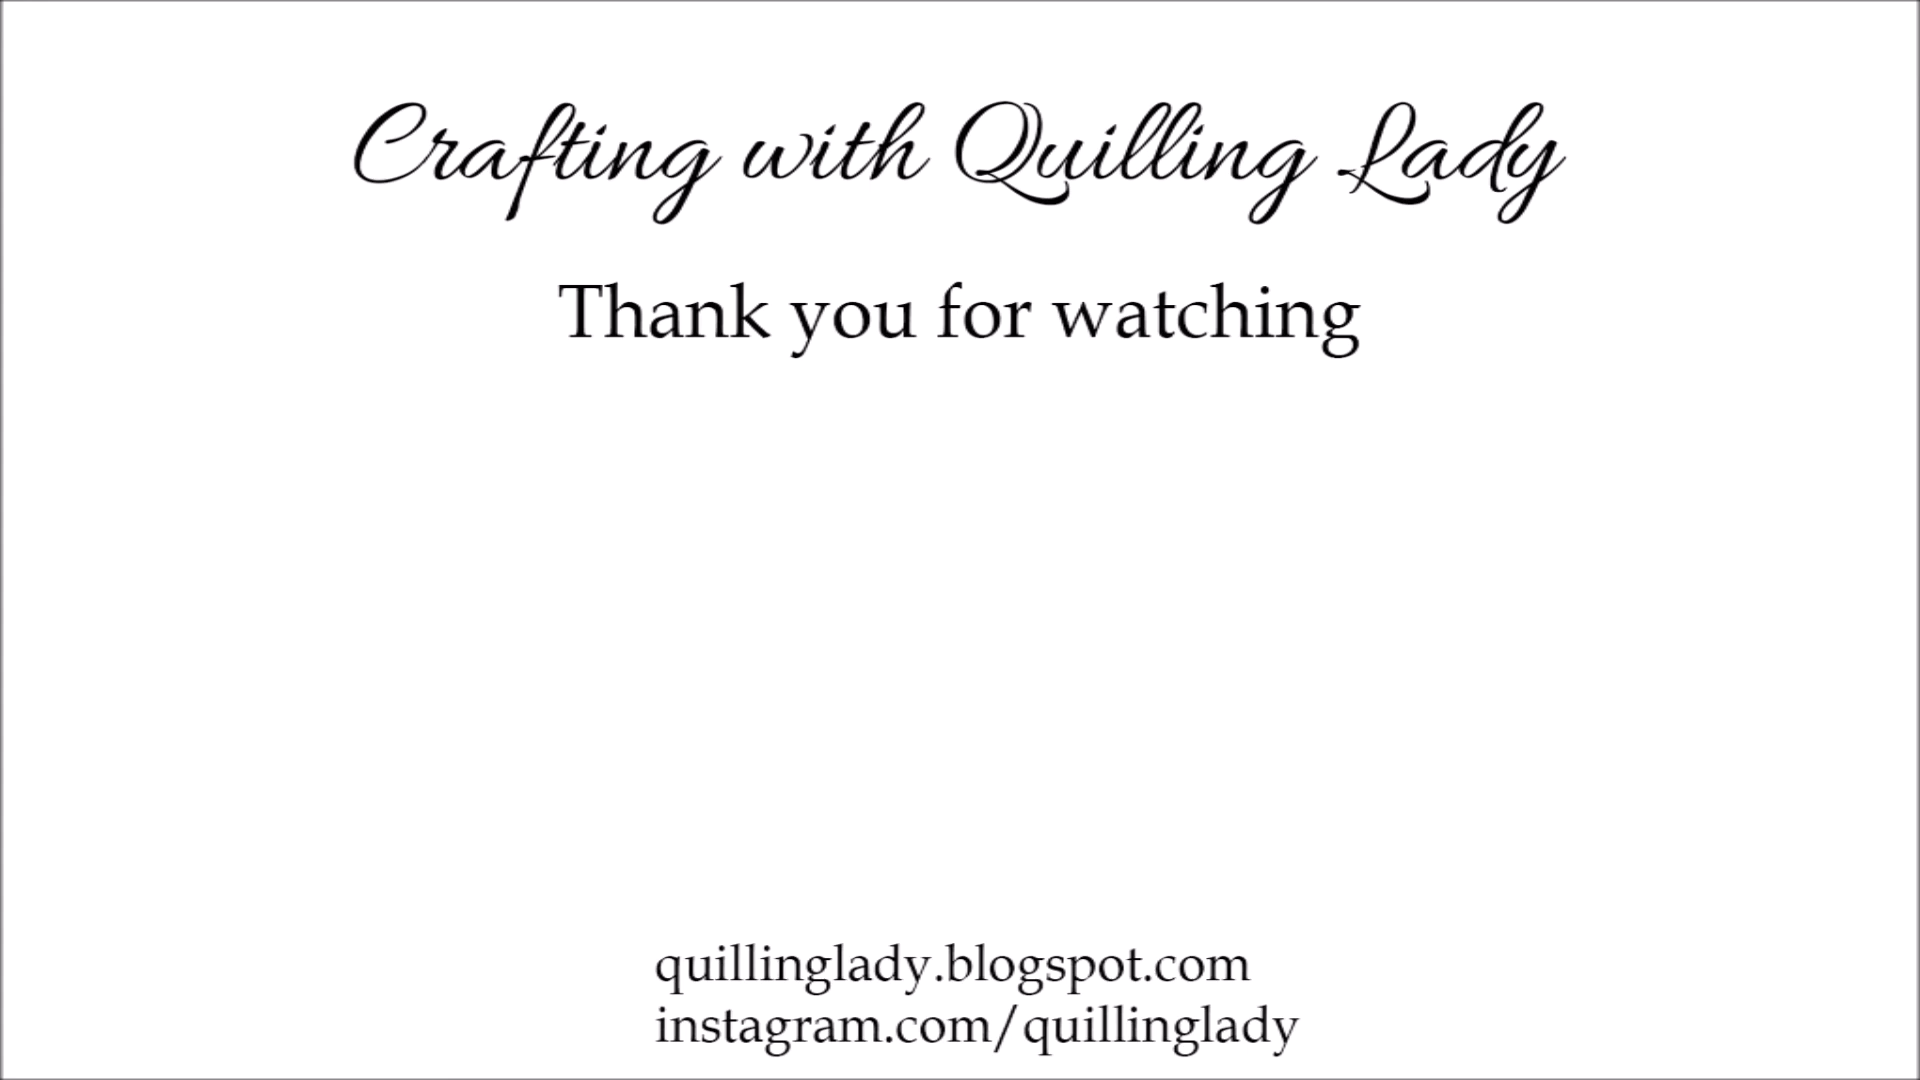 Crafting with Quilling Lady
Thank you for watching
quillinglady.blogspot.com
instagram.com/quillinglady